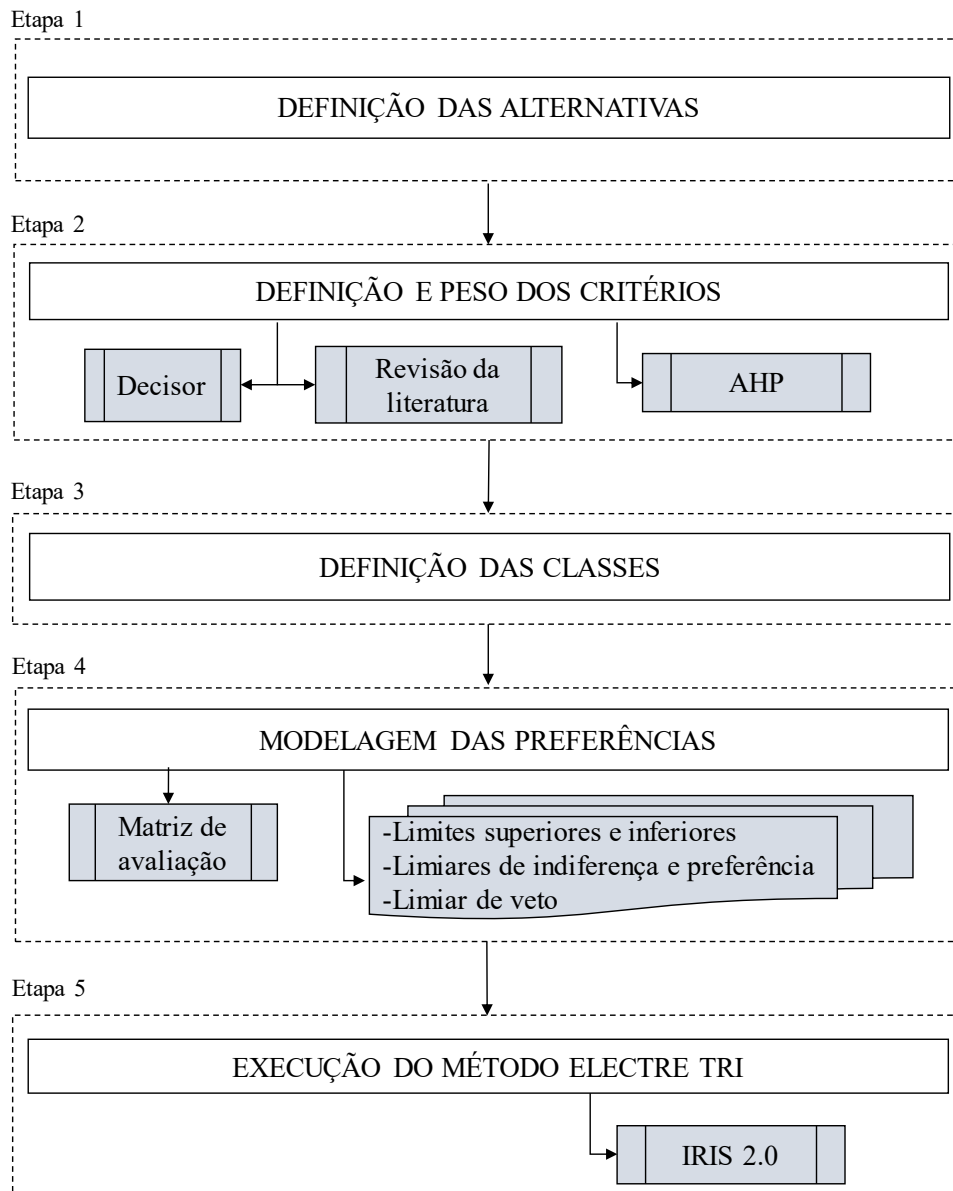 Etapa 1
DEFINIÇÃO DAS ALTERNATIVAS
Etapa 2
DEFINIÇÃO E PESO DOS CRITÉRIOS
Decisor
Revisão da
literatura
AHP
Etapa 3
DEFINIÇÃO DAS CLASSES
Etapa 4
MODELAGEM DAS PREFERÊNCIAS
Matriz de
avaliação
-Limites superiores e inferiores
-Limiares de indiferença e preferência
-Limiar de veto
Etapa 5
EXECUÇÃO DO MÉTODO ELECTRE TRI
IRIS 2.0